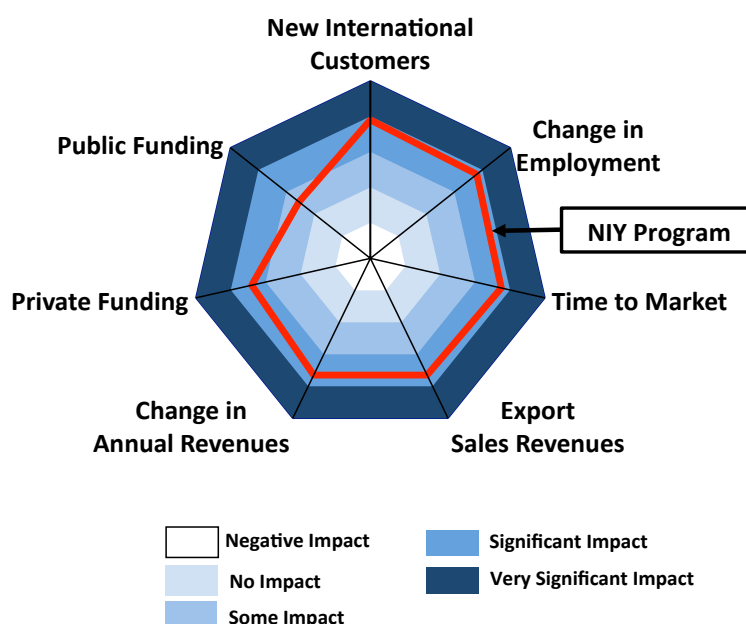 New International
Customers
Public Funding
Change in
Employment
NIY Program
Private Funding
Time to Market
Change in
Annual Revenues
Export
Sales Revenues
Negative Impact
Significant Impact
No Impact
Very Significant Impact
Some Impact